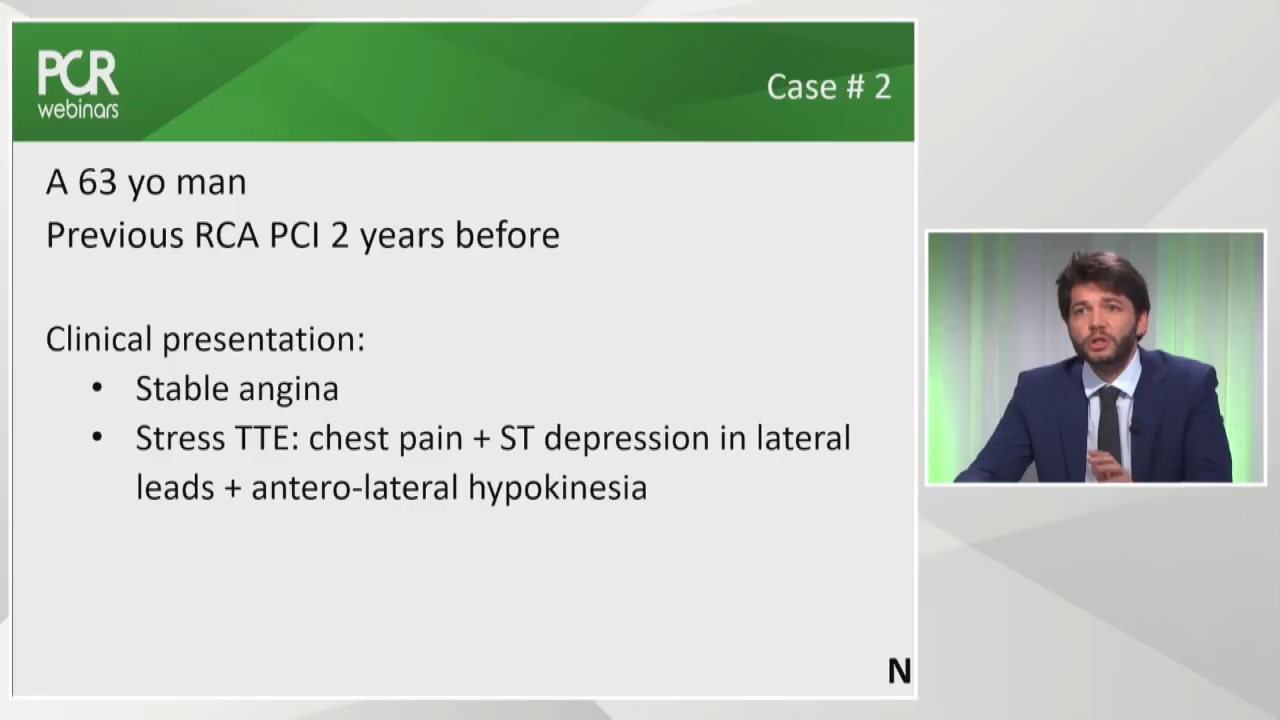 PCR
webinars
Case # 2
A 63 yo man
Previous RCA PCI 2 years before
Clinical presentation:
• Stable angina
• Stress TTE: chest pain + ST depression in lateral
leads + antero-lateral hypokinesia
N